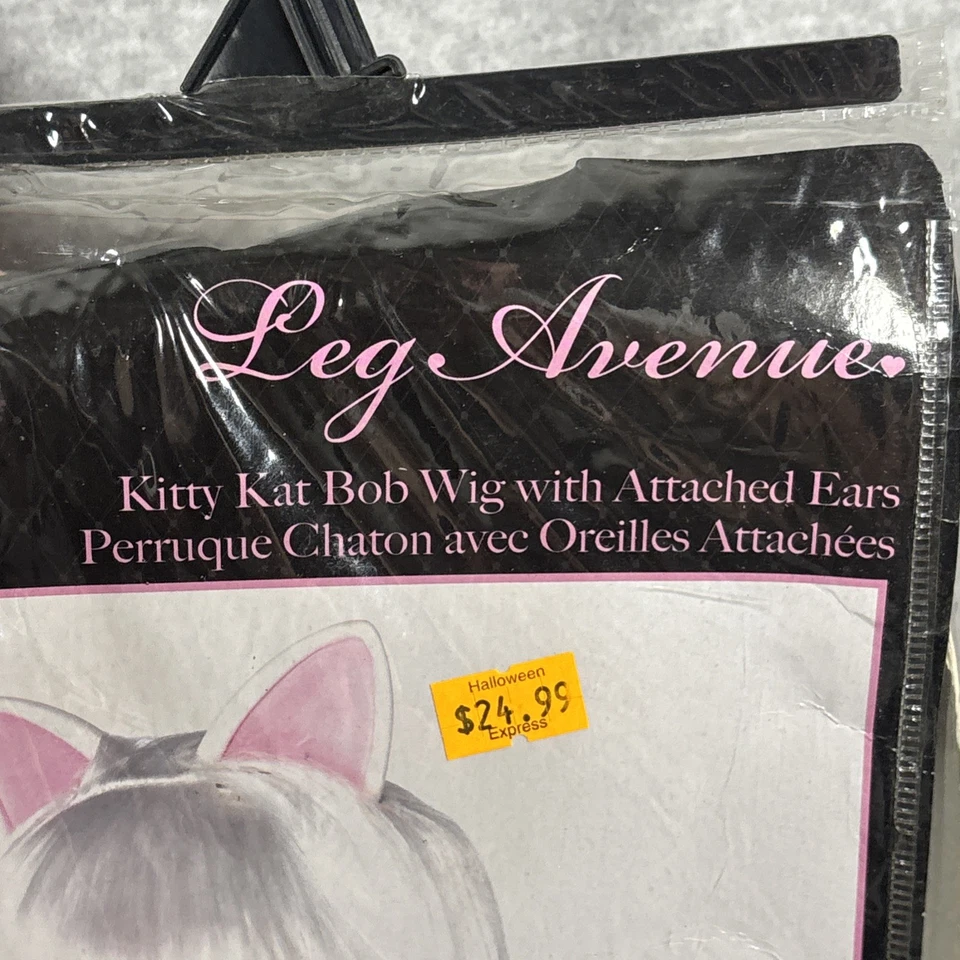 Leg Avenue
Kitty Kat Bob Wig with Attached Ears
Perruque Chaton avec Oreilles Attachées
Halloween
$24.99
Express